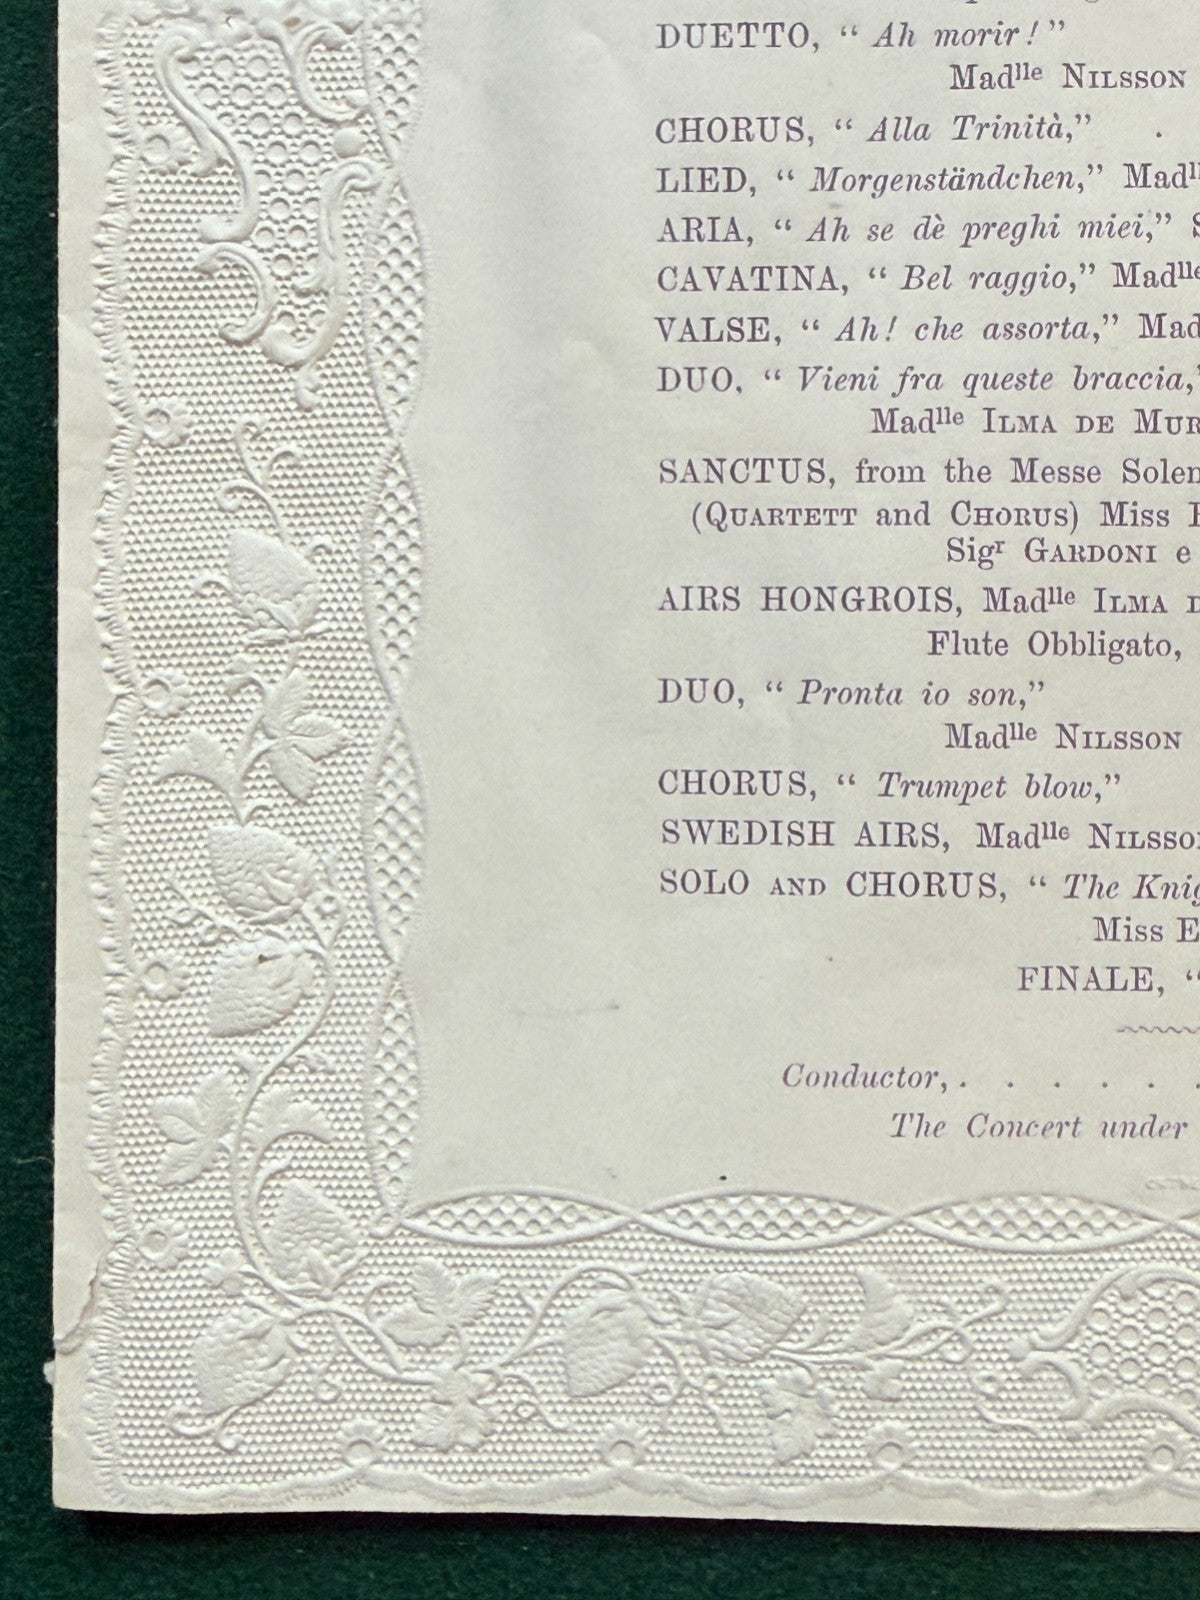 DUETTO, “ Ah morir! ”
Madlle NILSSON
CHORUS, “ Alla Trinità,” .
LIED, “ Morgenständchen,” Madll
ARIA, “ Ah se dè preghi miei,” S
CAVATINA, “ Bel raggio,” Madlle
VALSE, “ Ah! che assorta,” Mad
DUO, “ Vieni fra queste braccia,”
Madlle ILMA DE MUR
SANCTUS, from the Messe Solen
(QUARTETT and CHORUS) Miss E
Sigr GARDONI e
AIRS HONGROIS, Madlle ILMA D
Flute Obbligato,
DUO, “ Pronta io son,”
Madlle NILSSON
CHORUS, “ Trumpet blow,”
SWEDISH AIRS, Madlle NILSSON
SOLO AND CHORUS, “ The Knig
Miss E
FINALE, “
Conductor, . . . . . .
The Concert under